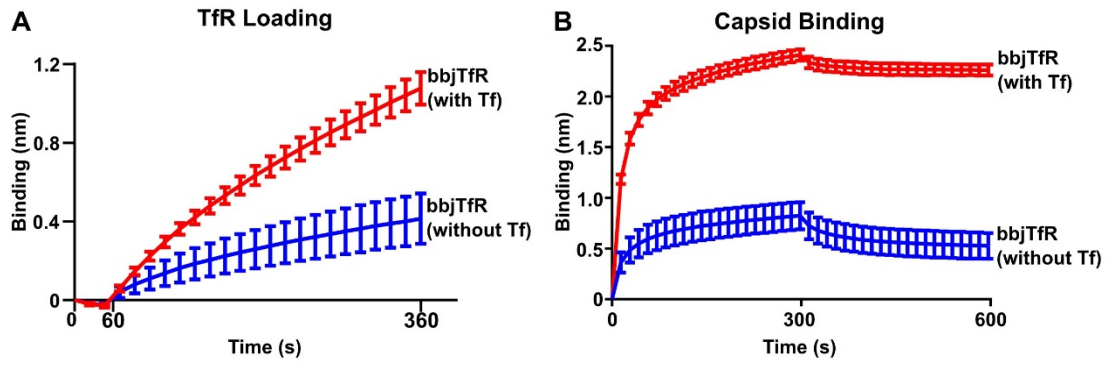 A
TfR Loading
Binding (nm)
1.2
0.8
0.4
0
0
60
360
Time (s)
bbjTfR
(with Tf)
bbjTfR
(without Tf)
B
Capsid Binding
Binding (nm)
2.5
2.0
1.5
1.0
0.5
0
0
300
600
Time (s)
bbjTfR
(with Tf)
bbjTfR
(without Tf)